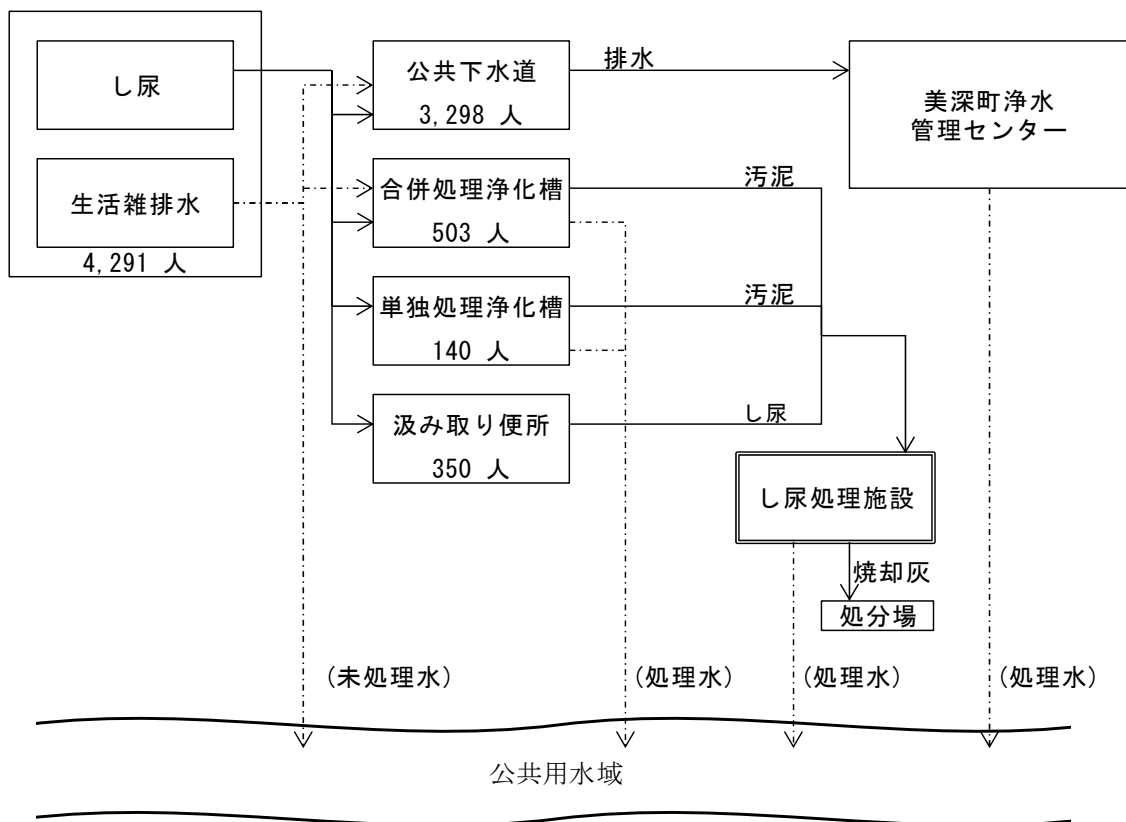 し尿
生活雑排水
4,291 人
公共下水道
3,298 人
排水
美深町浄水
管理センター
合併処理浄化槽
503 人
汚泥
単独処理浄化槽
140 人
汚泥
汲み取り便所
350 人
し尿
し尿処理施設
焼却灰
処分場
(未処理水)
(処理水)
(処理水)
(処理水)
公共用水域